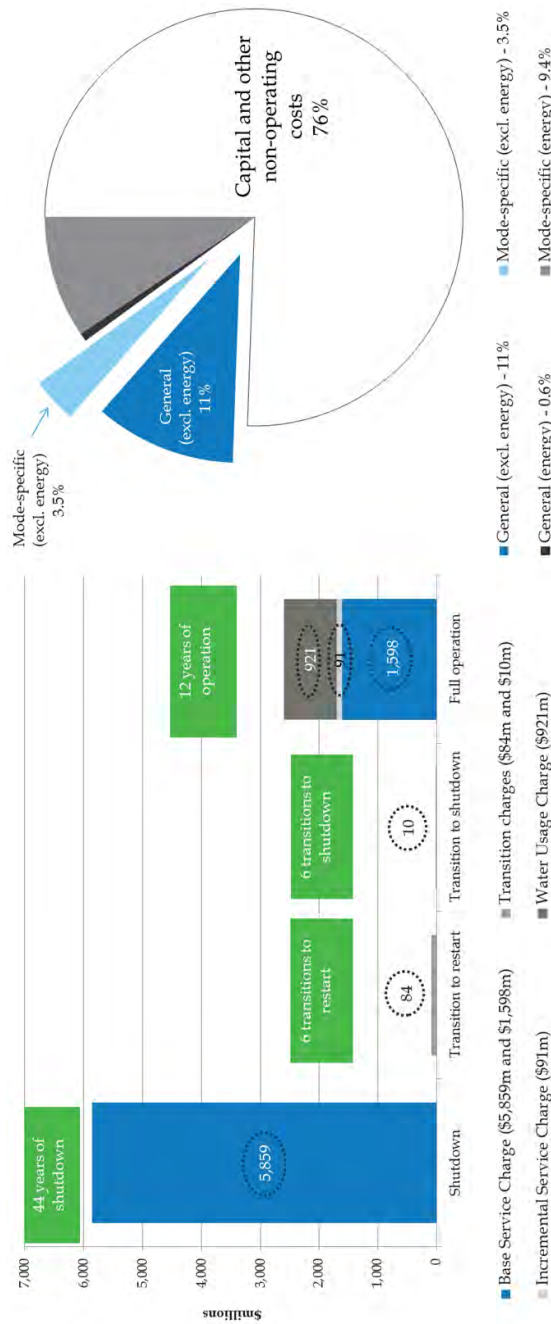 7,000
6,000
5,000
4,000
3,000
2,000
1,000
0
$millions
44 years of
shutdown
5,859
Shutdown
6 transitions to
restart
84
Transition to restart
6 transitions to
shutdown
10
Transition to shutdown
12 years of
operation
921
91
1,598
Full operation
Base Service Charge ($5,859m and $1,598m)
Transition charges ($84m and $10m)
Incremental Service Charge ($91m)
Water Usage Charge ($921m)
Mode-specific
(excl. energy)
3.5%
General
(excl. energy)
11%
Capital and other
non-operating
costs
76%
General (excl. energy) - 11%
Mode-specific (excl. energy) - 3.5%
General (energy) - 0.6%
Mode-specific (energy) - 9.4%